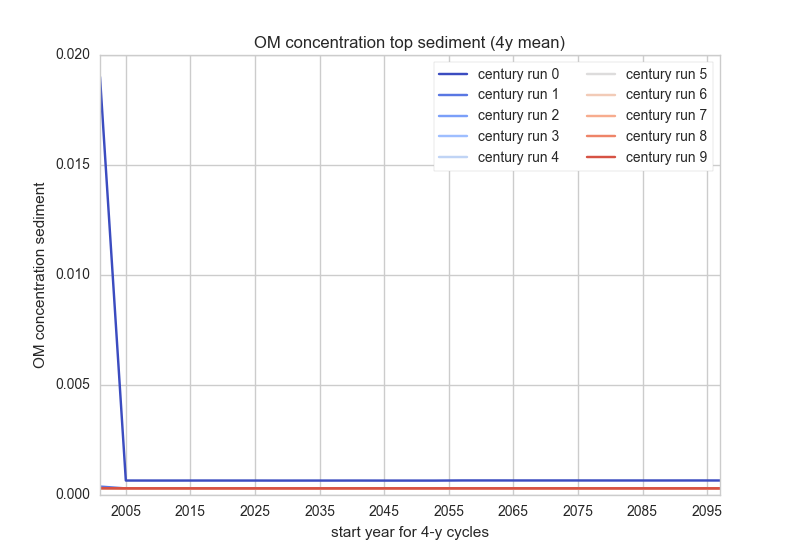 OM concentration top sediment (4y mean)
0.020
0.015
0.010
0.005
0.000
OM concentration sediment
century run 0
century run 1
century run 2
century run 3
century run 4
century run 5
century run 6
century run 7
century run 8
century run 9
2005 2015 2025 2035 2045 2055 2065 2075 2085 2095
start year for 4-y cycles